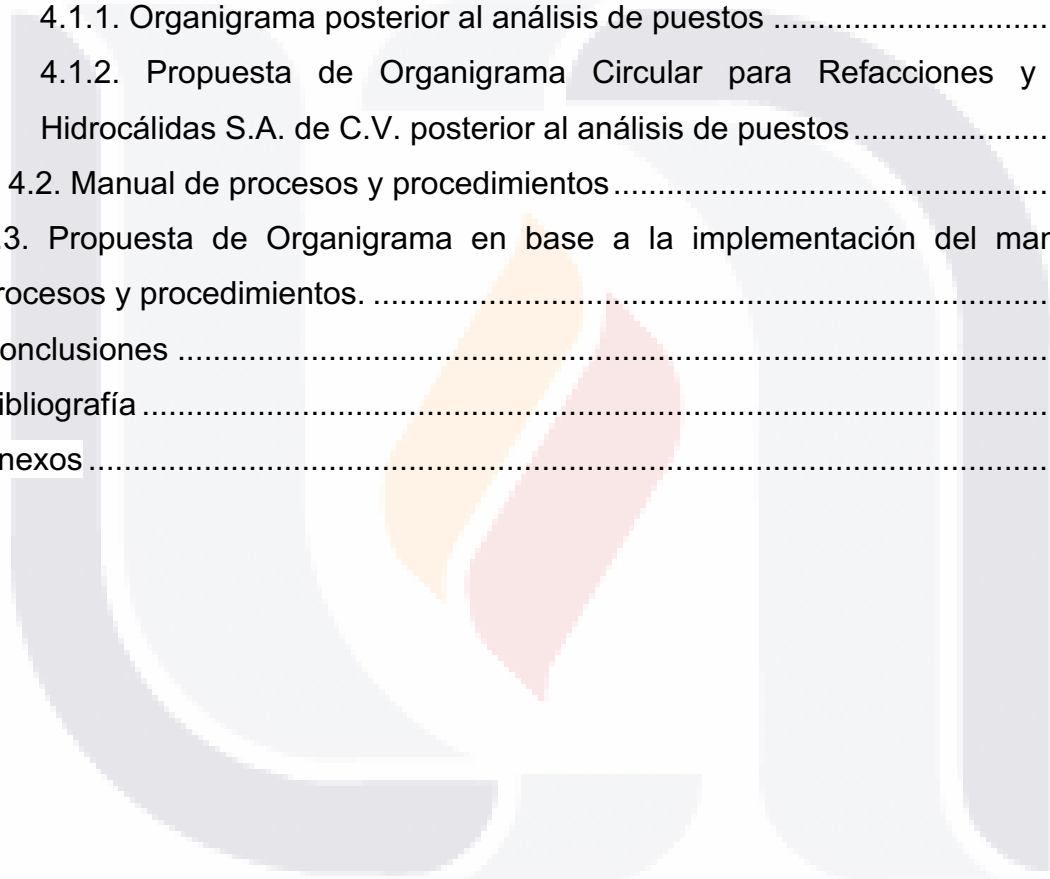 4.1.1. Organigrama posterior al análisis de puestos ..............................
4.1.2. Propuesta de Organigrama Circular para Refacciones y
Hidrocálidas S.A. de C.V. posterior al análisis de puestos ......................
4.2. Manual de procesos y procedimientos ................................................
.3. Propuesta de Organigrama en base a la implementación del mar
rocesos y procedimientos. ...........................................................................
onclusiones .................................................................................................
ibliografía .....................................................................................................
nexos ...........................................................................................................